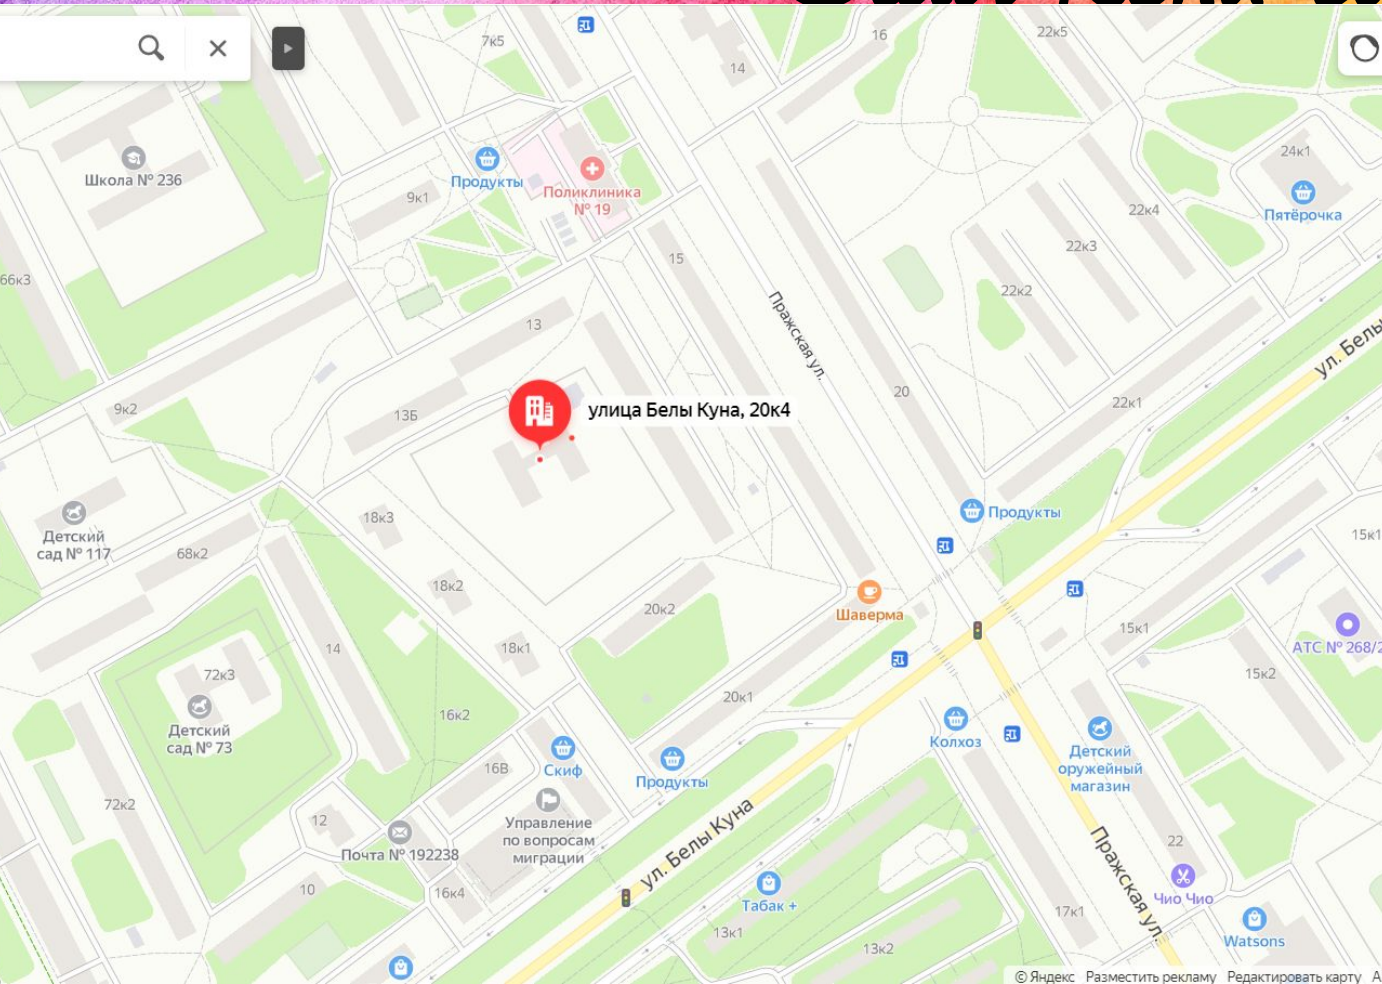 7к5
16
22к5
14
24к1
Школа № 236
Продукты
9к1
Поликлиника
№ 19
22к4
Пятёрочка
15
22к3
66к3
22к2
Пражская ул.
13
ул. Белы
20
22к1
9к2
13Б
улица Белы Куна, 20к4
Детский
сад № 117
18к3
Продукты
15к1
68к2
18к2
20к2
Шаверма
15к1
АТС № 268/2
14
18к1
72к3
15к2
20к1
16к2
Детский
сад № 73
Колхоз
16В
Скиф
Продукты
Детский
оружейный
магазин
72к2
12
Управление
по вопросам
миграции
ул. Белы Куна
Пражская ул.
Почта № 192238
22
10
16к4
Табак +
Чио Чио
17к1
13к1
13к2
Watsons
© Яндекс Разместить рекламу Редактировать карту